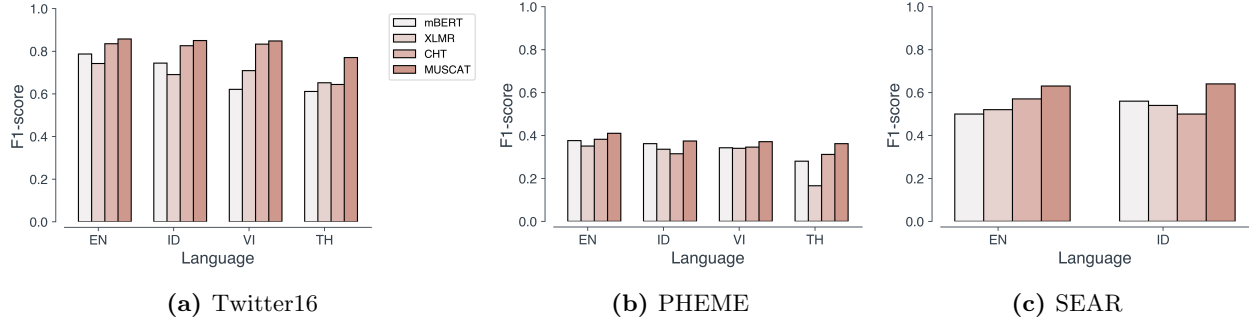 1.0
0.8
0.6
0.4
0.2
0.0
F1-score
EN ID VI TH
Language
mBERT
XLMR
CHT
MUSCAT
(a) Twitter16
1.0
0.8
0.6
0.4
0.2
0.0
F1-score
EN ID VI TH
Language
(b) PHEME
1.0
0.8
0.6
0.4
0.2
0.0
F1-score
EN ID
Language
(c) SEAR